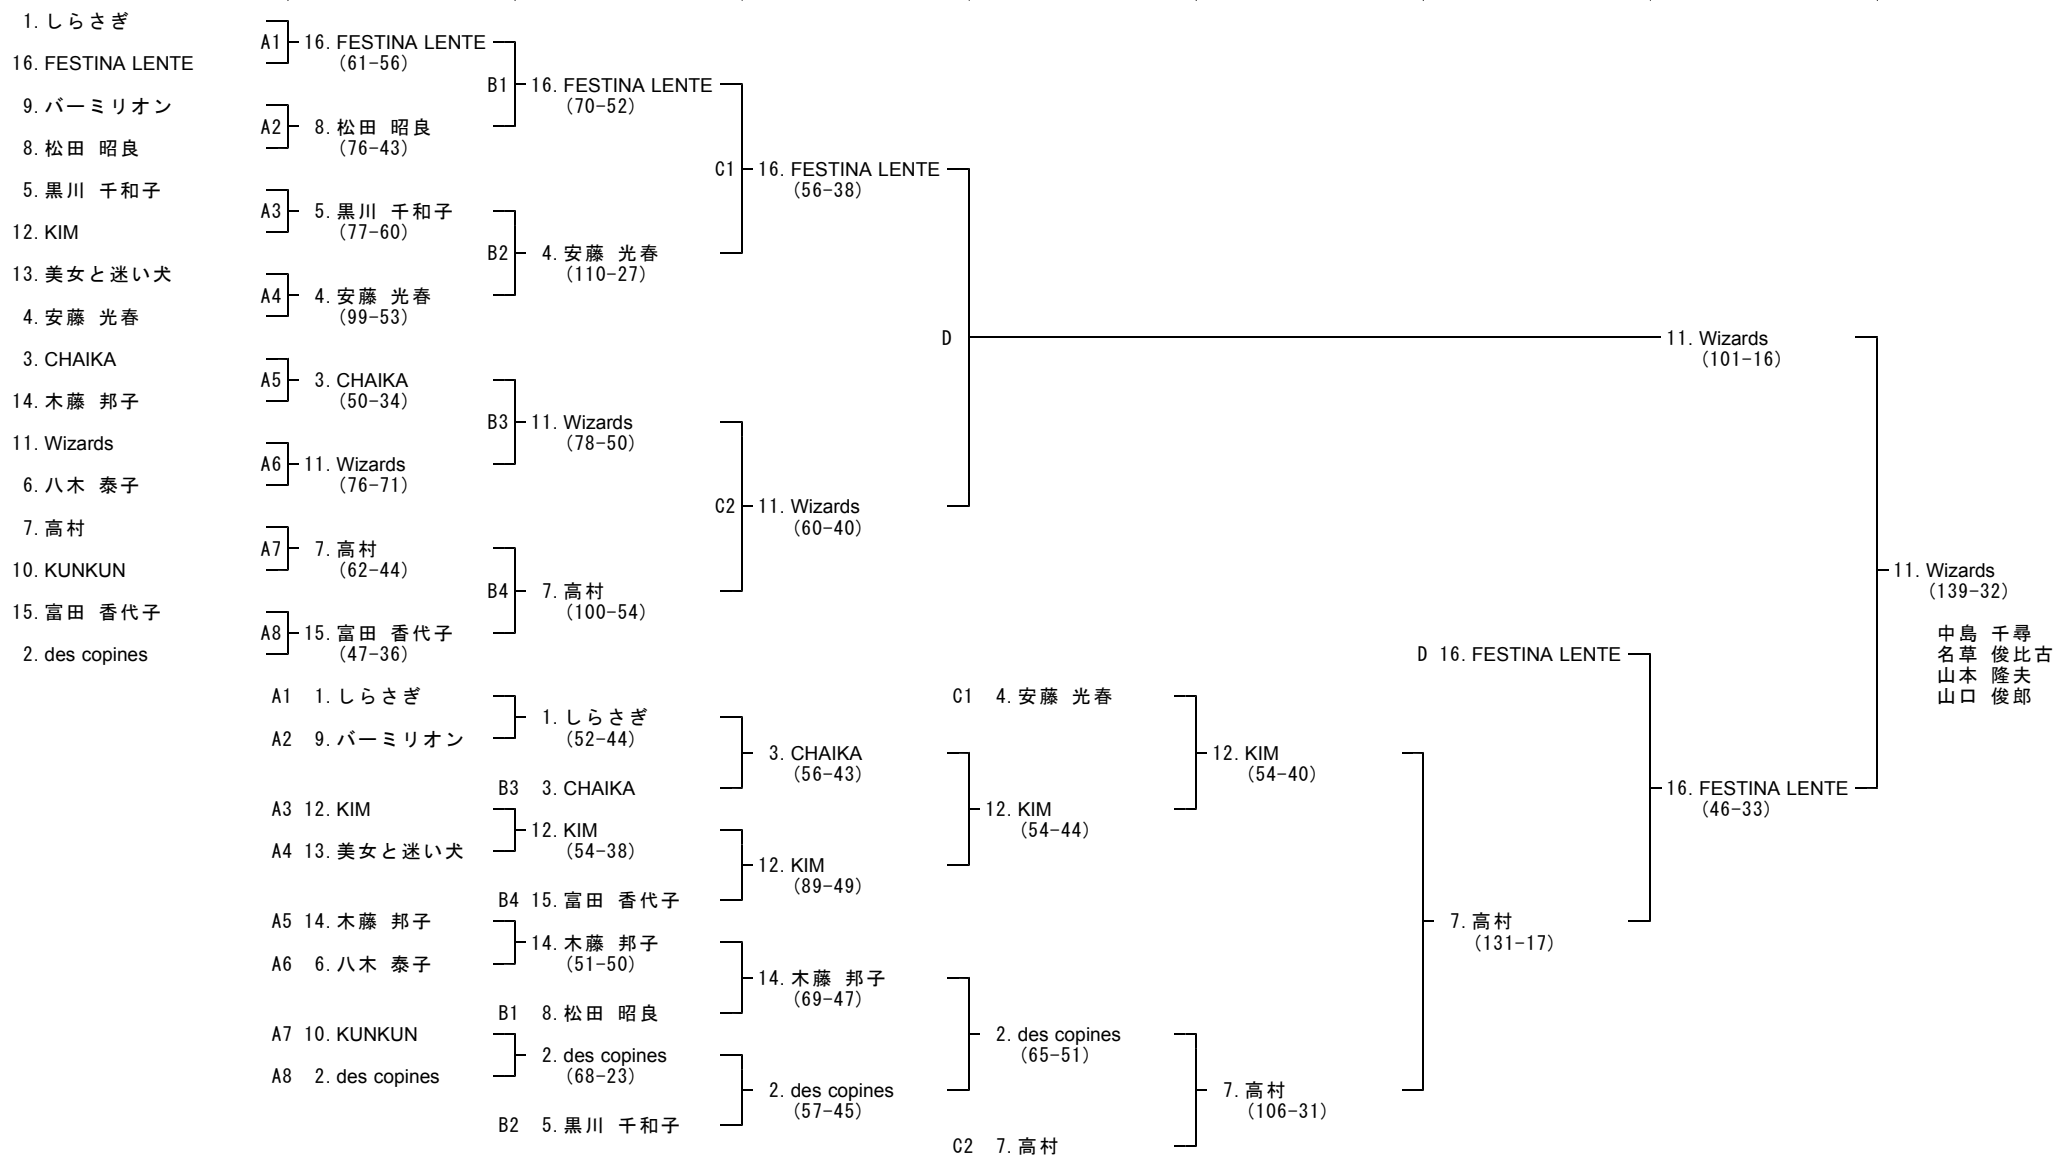 1. しらさぎ
A1 16. FESTINA LENTE
16. FESTINA LENTE (61-56)
B1 16. FESTINA LENTE
9. バーミリオン (70-52)
A2 8. 松田 昭良
8. 松田 昭良 (76-43)
C1 16. FESTINA LENTE
5. 黒川 千和子 (56-38)
A3 5. 黒川 千和子
12. KIM (77-60)
B2 4. 安藤 光春
13. 美女と迷い犬 (110-27)
A4 4. 安藤 光春
4. 安藤 光春 (99-53)
D 11. Wizards
3. CHAIKA (101-16)
A5 3. CHAIKA
14. 木藤 邦子 (50-34)
B3 11. Wizards
11. Wizards (78-50)
A6 11. Wizards
6. 八木 泰子 (76-71)
C2 11. Wizards
7. 高村 (60-40)
A7 7. 高村
10. KUNKUN (62-44) 11. Wizards
B4 7. 高村 (139-32)
15. 富田 香代子 (100-54)
A8 15. 富田 香代子 中島 千尋
2. des copines (47-36) D 16. FESTINA LENTE 名草 俊比古
山本 隆夫
A1 1. しらさぎ C1 4. 安藤 光春 山口 俊郎
1. しらさぎ
A2 9. バーミリオン (52-44)
3. CHAIKA 12. KIM
(56-43) (54-40)
B3 3. CHAIKA 16. FESTINA LENTE
A3 12. KIM 12. KIM (46-33)
12. KIM (54-44)
A4 13. 美女と迷い犬 (54-38)
12. KIM
(89-49)
B4 15. 富田 香代子
A5 14. 木藤 邦子 7. 高村
14. 木藤 邦子 (131-17)
A6 6. 八木 泰子 (51-50)
14. 木藤 邦子
(69-47)
B1 8. 松田 昭良
A7 10. KUNKUN 2. des copines
2. des copines (65-51)
A8 2. des copines (68-23)
2. des copines 7. 高村
(57-45) (106-31)
B2 5. 黒川 千和子
C2 7. 高村